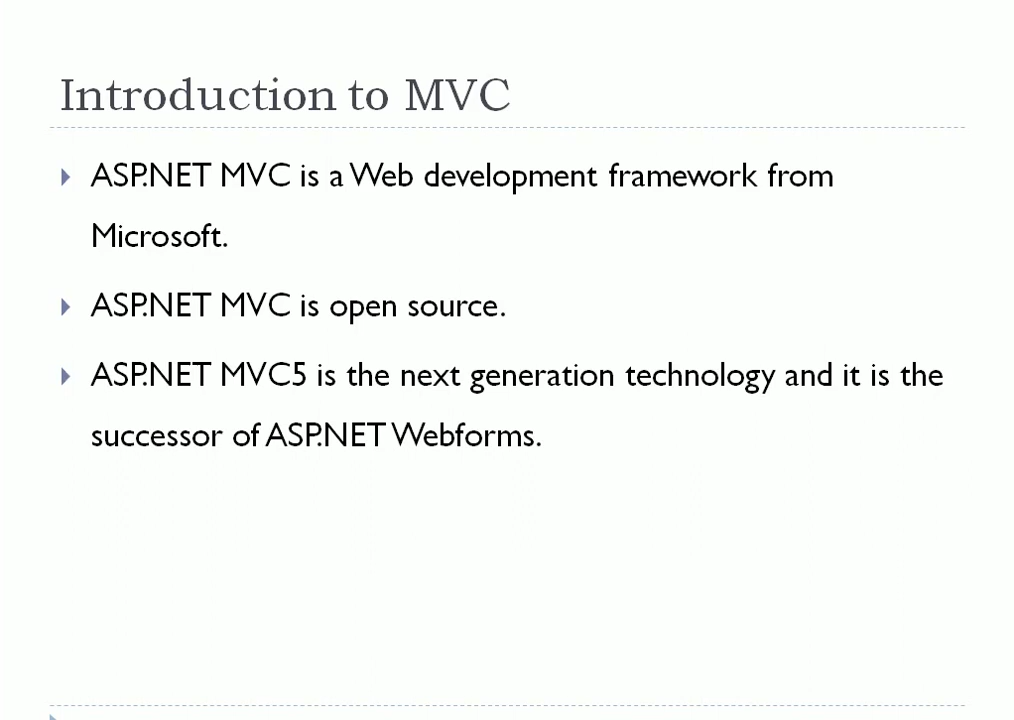 Introduction to MVC
ASP.NET MVC is a Web development framework from
Microsoft.
ASP.NET MVC is open source.
ASP.NET MVC5 is the next generation technology and it is the
successor of ASP.NET Webforms.